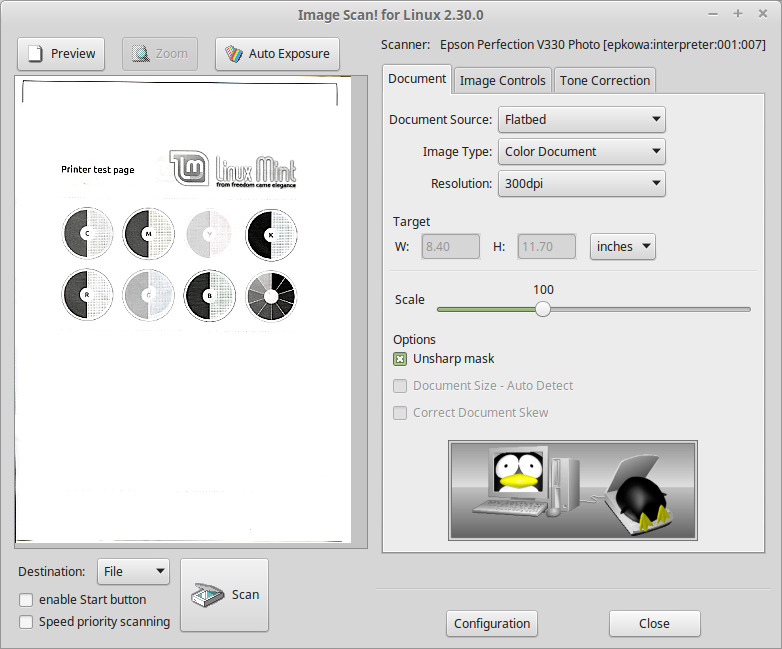 Image Scan! for Linux 2.30.0
Preview
Zoom
Auto Exposure
Scanner: Epson Perfection V330 Photo [epkowa:interpreter:001:007]
Document
Image Controls
Tone Correction
Printer test page
Linux Mint
from freedom came elegance
C M Y K
R G B
Document Source: Flatbed
Image Type: Color Document
Resolution: 300dpi
Target
W: 8.40 H: 11.70 inches
100
Scale
Options
Unsharp mask
Document Size - Auto Detect
Correct Document Skew
Destination: File
enable Start button
Speed priority scanning
Scan
Configuration
Close